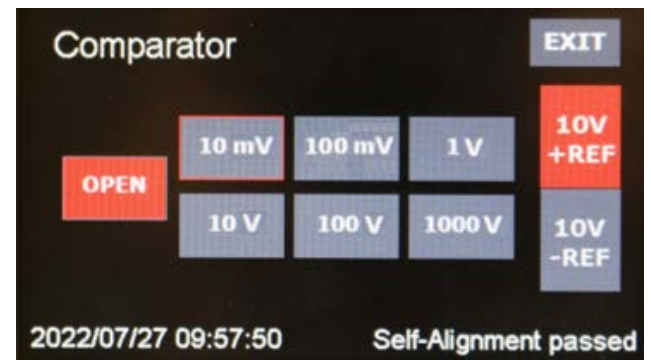 Comparator
EXIT
10 mV
100 mV
1 V
10V
+REF
OPEN
10 V
100 V
1000 V
10V
-REF
2022/07/27 09:57:50
Self-Alignment passed